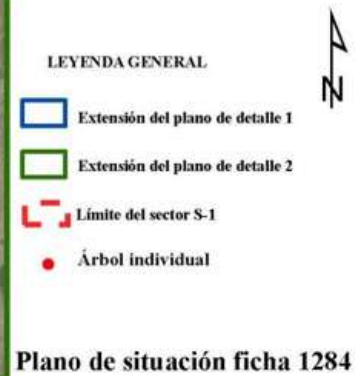 N
LEYENDA GENERAL
Extensión del plano de detalle 1
Extensión del plano de detalle 2
Límite del sector S-1
Árbol individual
Plano de situación ficha 1284